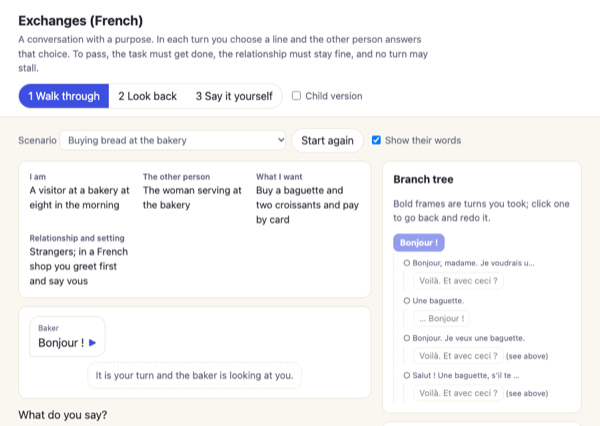 Exchanges (French)
A conversation with a purpose. In each turn you choose a line and the other person answers
that choice. To pass, the task must get done, the relationship must stay fine, and no turn may
stall.
1 Walk through
2 Look back
3 Say it yourself
Child version
Scenario
Buying bread at the bakery
Start again
Show their words
I am
A visitor at a bakery at
eight in the morning
The other person
The woman serving at
the bakery
What I want
Buy a baguette and
two croissants and pay
by card
Relationship and setting
Strangers; in a French
shop you greet first
and say vous
Baker
Bonjour !
It is your turn and the baker is looking at you.
What do you say?
Branch tree
Bold frames are turns you took; click one
to go back and redo it.
Bonjour !
Bonjour, madame. Je voudrais u...
Voilà. Et avec ceci ?
Une baguette.
... Bonjour !
Bonjour. Je veux une baguette.
Voilà. Et avec ceci ? (see above)
Salut ! Une baguette, s'il te ...
Voilà. Et avec ceci ? (see above)